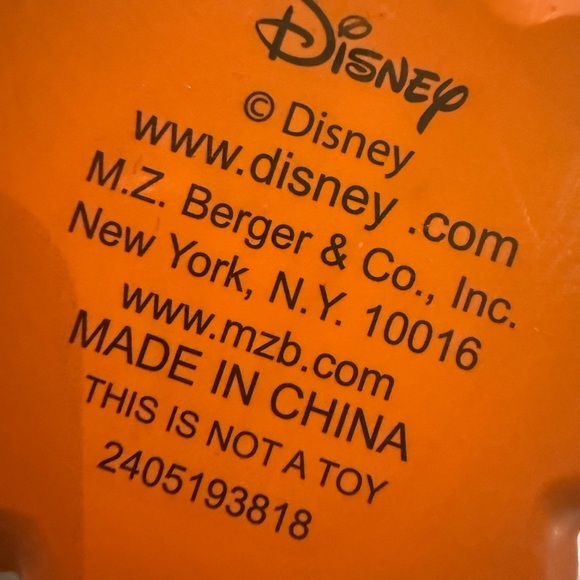 Disney
© Disney
www.disney .com
M.Z. Berger & Co., Inc.
New York, N.Y. 10016
www.mzb.com
MADE IN CHINA
THIS IS NOT A TOY
2405193818